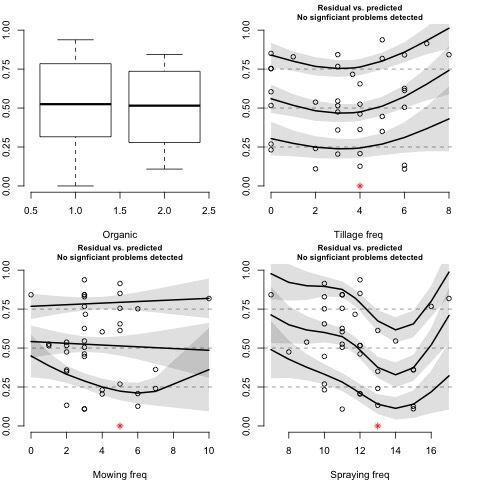 0.00 0.25 0.50 0.75 1.00
0.5 1.0 1.5 2.0 2.5
Organic
Residual vs. predicted
No signficiant problems detected
0.00 0.25 0.50 0.75 1.00
0 2 4 6 8
Tillage freq
Residual vs. predicted
No signficiant problems detected
0.00 0.25 0.50 0.75 1.00
0 2 4 6 8 10
Mowing freq
Residual vs. predicted
No signficiant problems detected
0.00 0.25 0.50 0.75 1.00
8 10 12 14 16
Spraying freq